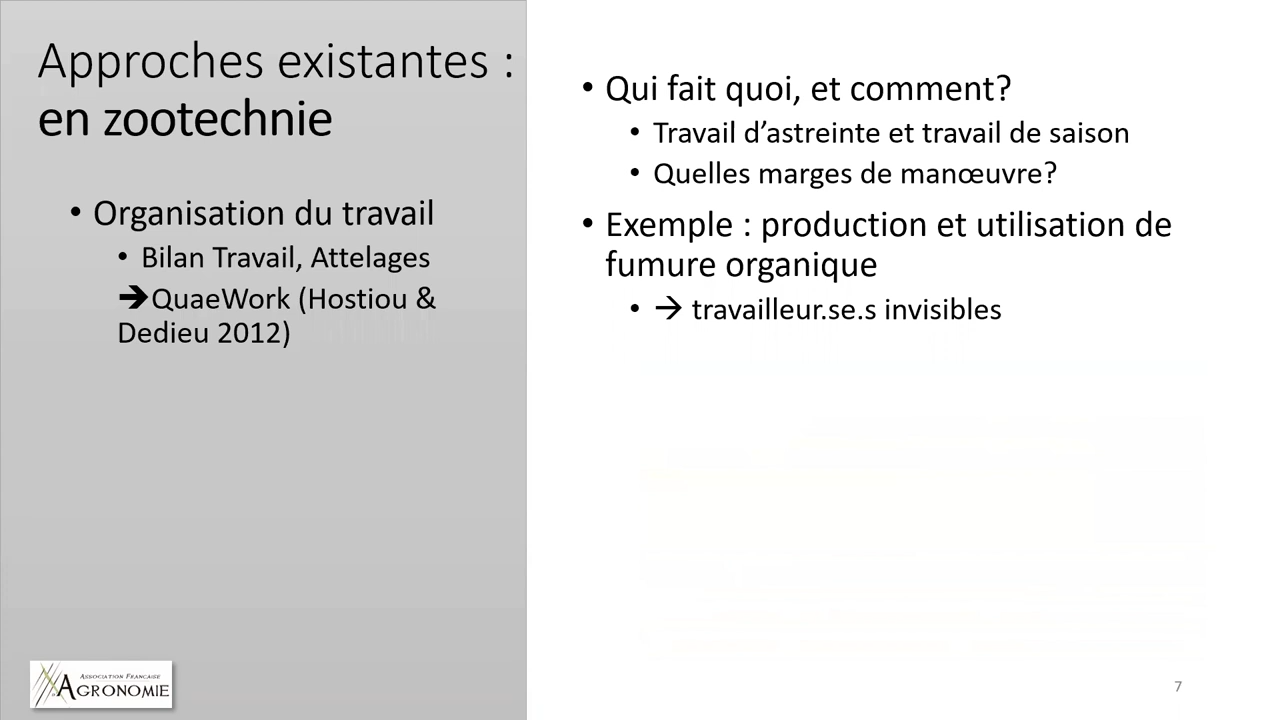 Approches existantes :
en zootechnie
• Organisation du travail
• Bilan Travail, Attelages
➔QuaeWork (Hostiou &
Dedieu 2012)
• Qui fait quoi, et comment?
• Travail d’astreinte et travail de saison
• Quelles marges de manœuvre?
• Exemple : production et utilisation de
fumure organique
• → travailleur.se.s invisibles
ASSOCIATION FRANÇAISE
AGRONOMIE
7